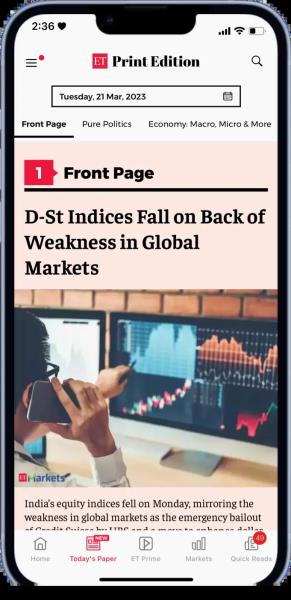 2:36
ET Print Edition
Tuesday, 21 Mar, 2023
Front Page Pure Politics Economy: Macro, Micro & More
1 Front Page
D-St Indices Fall on Back of
Weakness in Global
Markets
ET Markets
India's equity indices fell on Monday, mirroring the
weakness in global markets as the emergency bailout
of Credit Suisse by UBS and a move to enhance dollar
NEW
49
Home Today's Paper ET Prime Markets Quick Reads